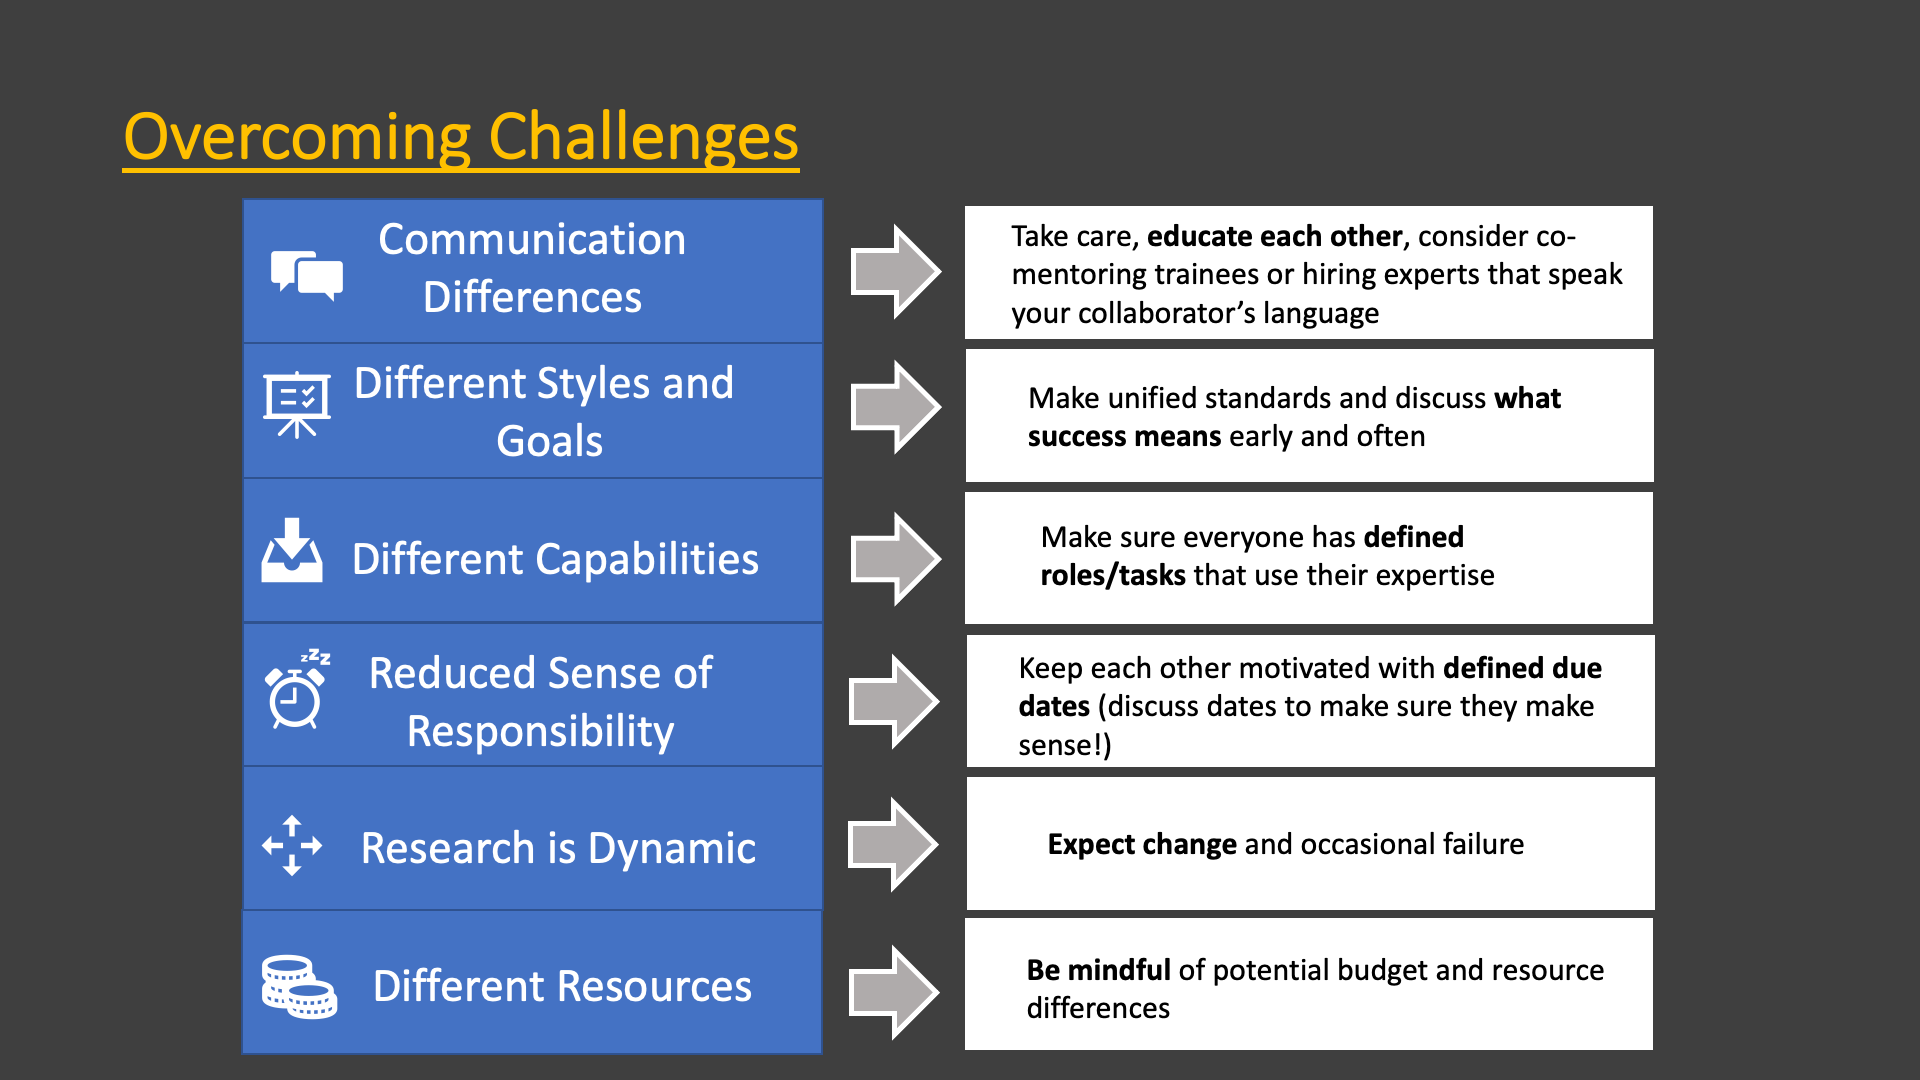 Overcoming Challenges
Communication
Differences
Take care, educate each other, consider co-
mentoring trainees or hiring experts that speak
your collaborator’s language
Different Styles and
Goals
Make unified standards and discuss what
success means early and often
Different Capabilities
Make sure everyone has defined
roles/tasks that use their expertise
zzz
Reduced Sense of
Responsibility
Keep each other motivated with defined due
dates (discuss dates to make sure they make
sense!)
Research is Dynamic
Expect change and occasional failure
Different Resources
Be mindful of potential budget and resource
differences